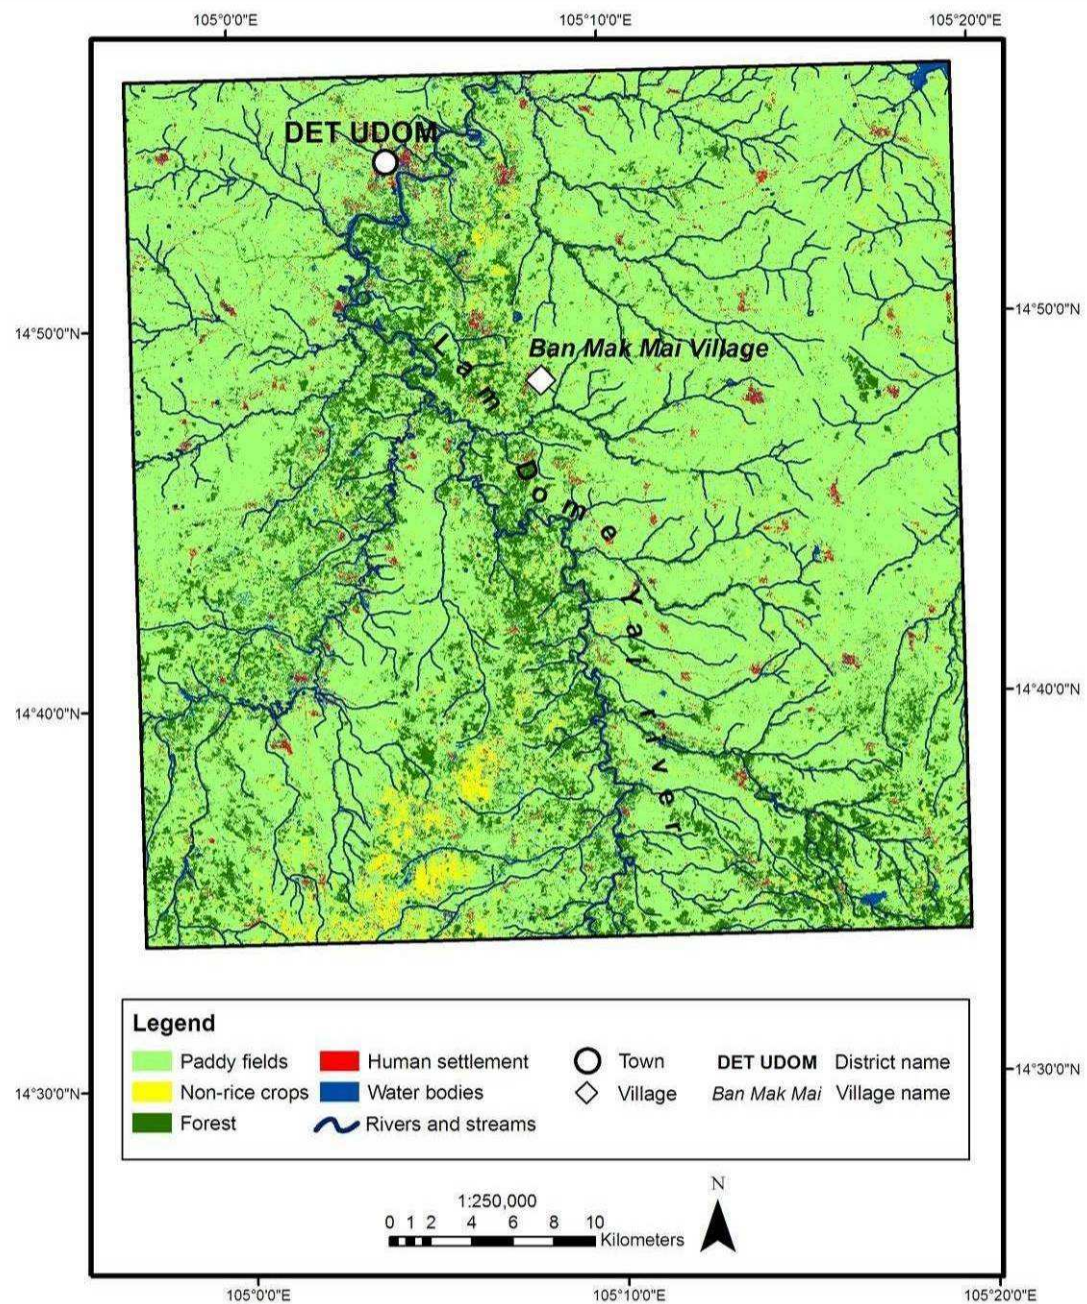 105°0'0"E 105°10'0"E 105°20'0"E
DET UDOM
14°50'0"N 14°50'0"N
Ban Mak Mai Village
Lam Dome Yai river
14°40'0"N 14°40'0"N
Legend
Paddy fields Human settlement Town DET UDOM District name
Non-rice crops Water bodies Village Ban Mak Mai Village name
Forest Rivers and streams
14°30'0"N 14°30'0"N
N
1:250,000
0 1 2 4 6 8 10
Kilometers
105°0'0"E 105°10'0"E 105°20'0"E